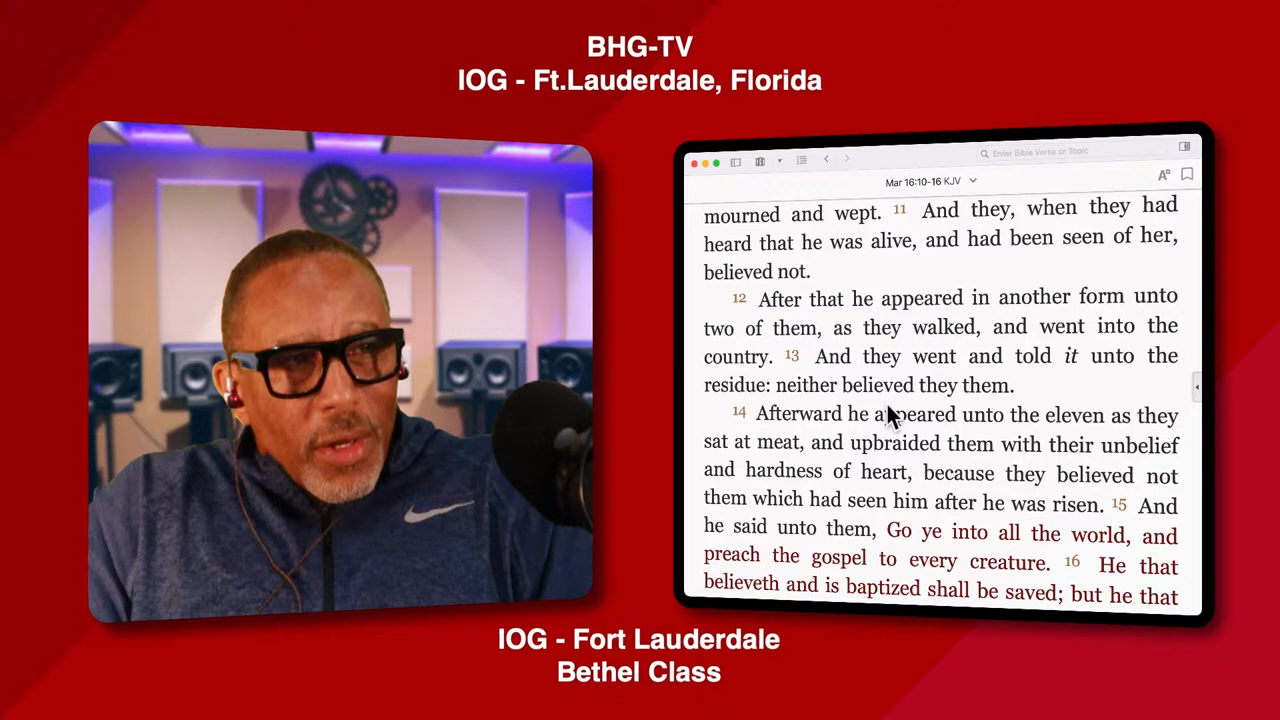 BHG-TV
IOG - Ft.Lauderdale, Florida
Enter Bible Verse or Topic
Mar 16:10-16 KJV
mourned and wept. 11 And they, when they had
heard that he was alive, and had been seen of her,
believed not.
12 After that he appeared in another form unto
two of them, as they walked, and went into the
country. 13 And they went and told it unto the
residue: neither believed they them.
14 Afterward he appeared unto the eleven as they
sat at meat, and upbraided them with their unbelief
and hardness of heart, because they believed not
them which had seen him after he was risen. 15 And
he said unto them, Go ye into all the world, and
preach the gospel to every creature. 16 He that
believeth and is baptized shall be saved; but he that
IOG - Fort Lauderdale
Bethel Class